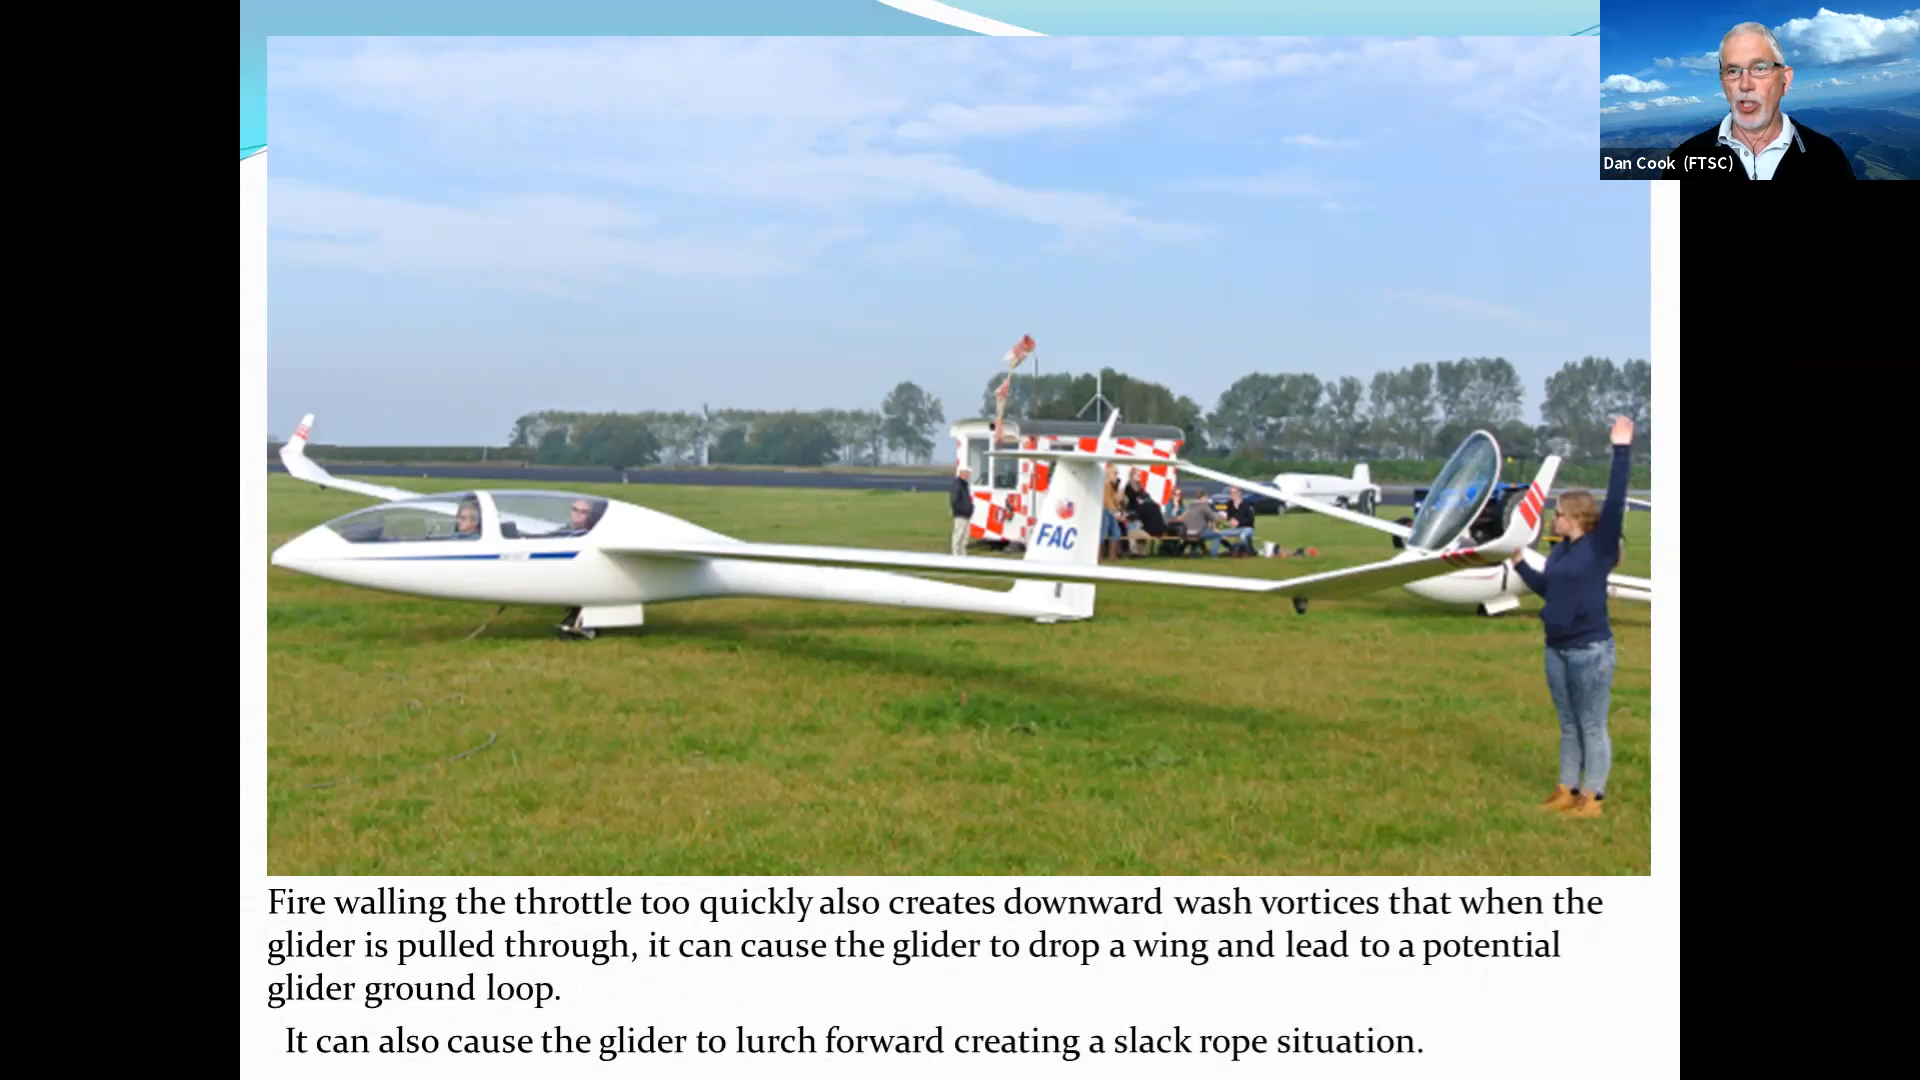 Dan Cook (FTSC)
FAC
Fire walling the throttle too quickly also creates downward wash vortices that when the
glider is pulled through, it can cause the glider to drop a wing and lead to a potential
glider ground loop.
It can also cause the glider to lurch forward creating a slack rope situation.